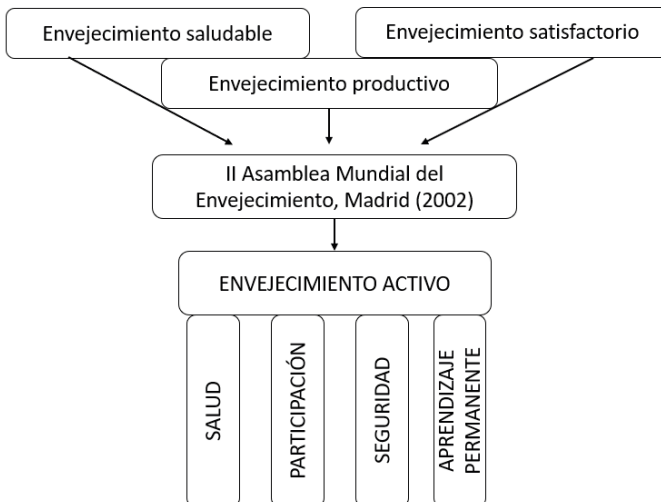 Envejecimiento saludable
Envejecimiento satisfactorio
Envejecimiento productivo
II Asamblea Mundial del
Envejecimiento, Madrid (2002)
ENVEJECIMIENTO ACTIVO
SALUD
PARTICIPACIÓN
SEGURIDAD
APRENDIZAJE
PERMANENTE